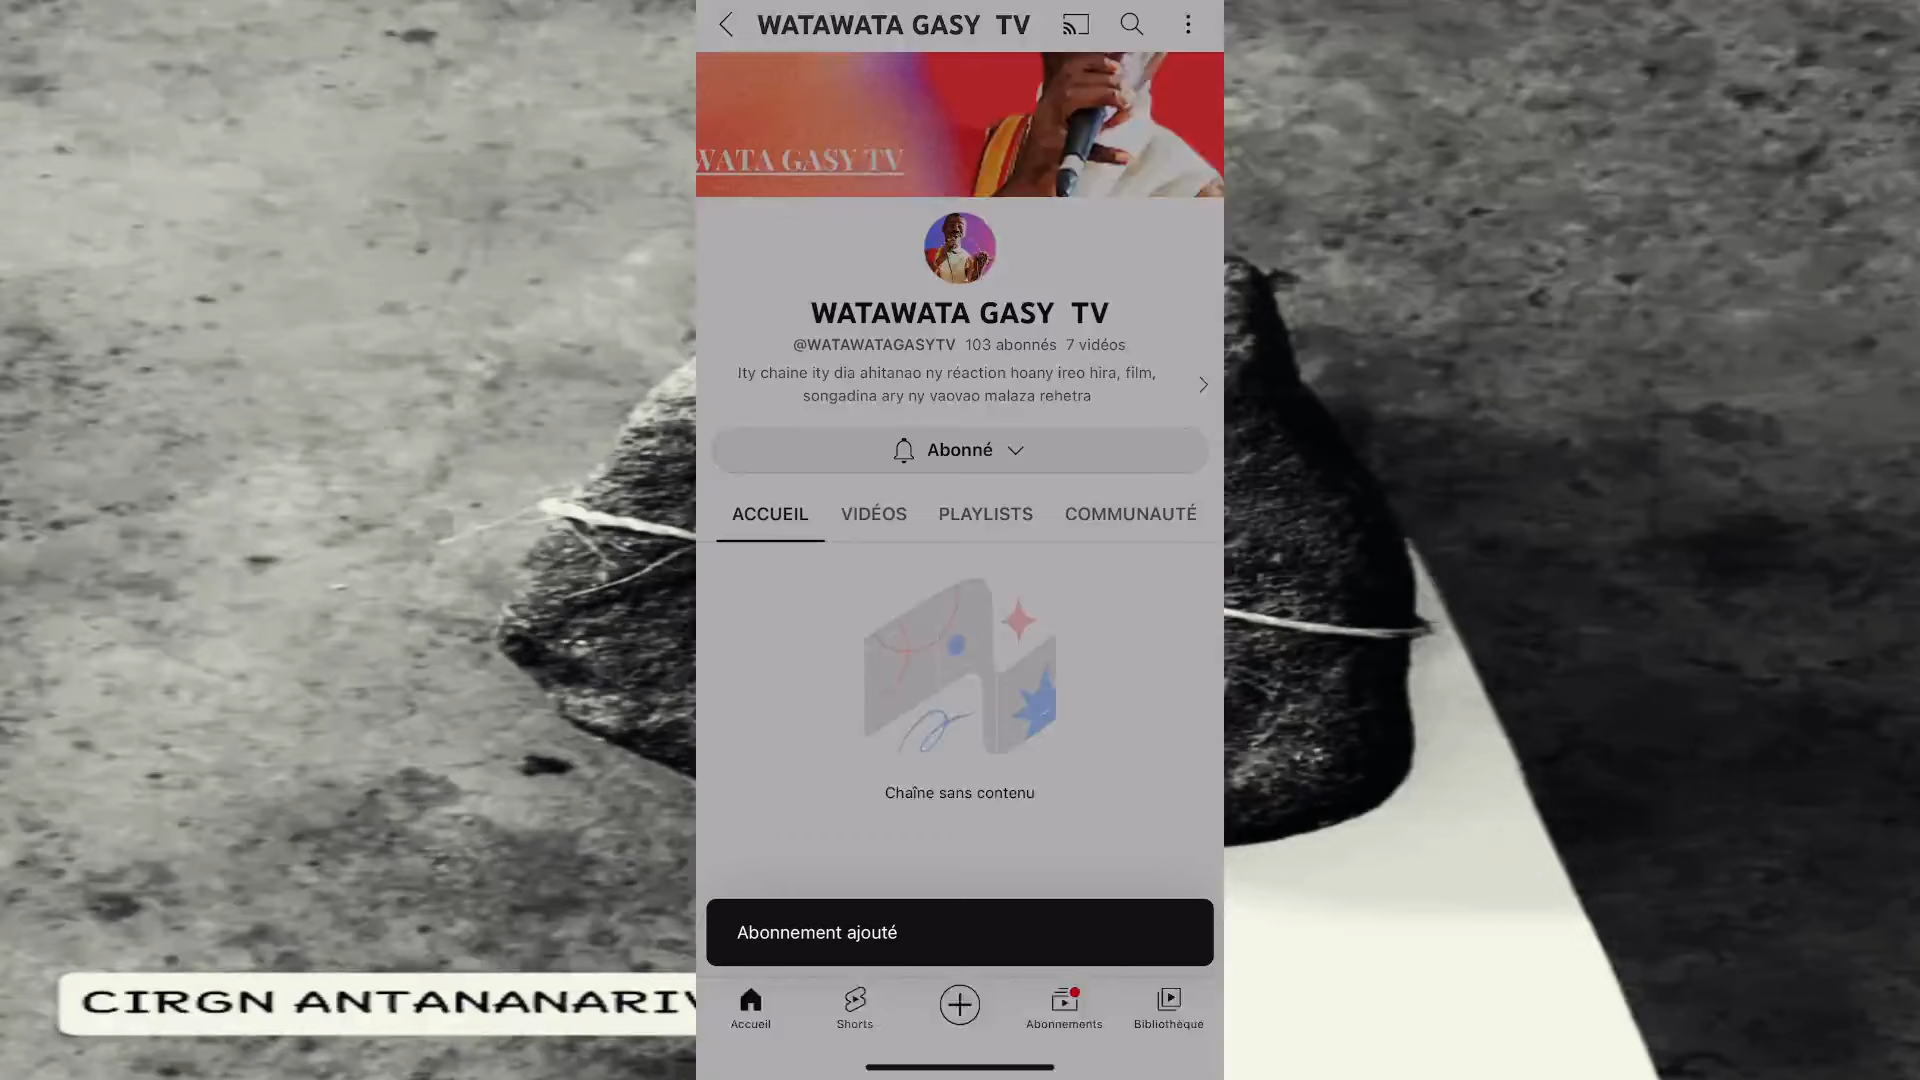 WATAWATA GASY TV
WATA GASY TV
WATAWATA GASY TV
@WATAWATAGASYTV 103 abonnés 7 vidéos
Ity chaine ity dia ahitanao ny réaction hoany ireo hira, film,
songadina ary ny vaovao malaza rehetra
Abonné
ACCUEIL VIDÉOS PLAYLISTS COMMUNAUTÉ
Chaîne sans contenu
Abonnement ajouté
CIRGN ANTANANARIV
Accueil Shorts Abonnements Bibliothèque